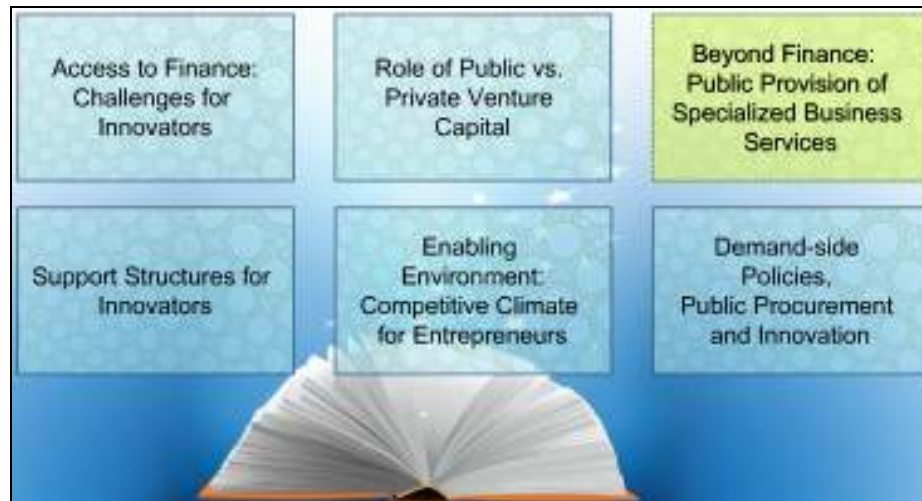 Access to Finance:
Challenges for
Innovators
Role of Public vs.
Private Venture
Capital
Beyond Finance:
Public Provision of
Specialized Business
Services
Support Structures for
Innovators
Enabling
Environment:
Competitive Climate
for Entrepreneurs
Demand-side
Policies,
Public Procurement
and Innovation